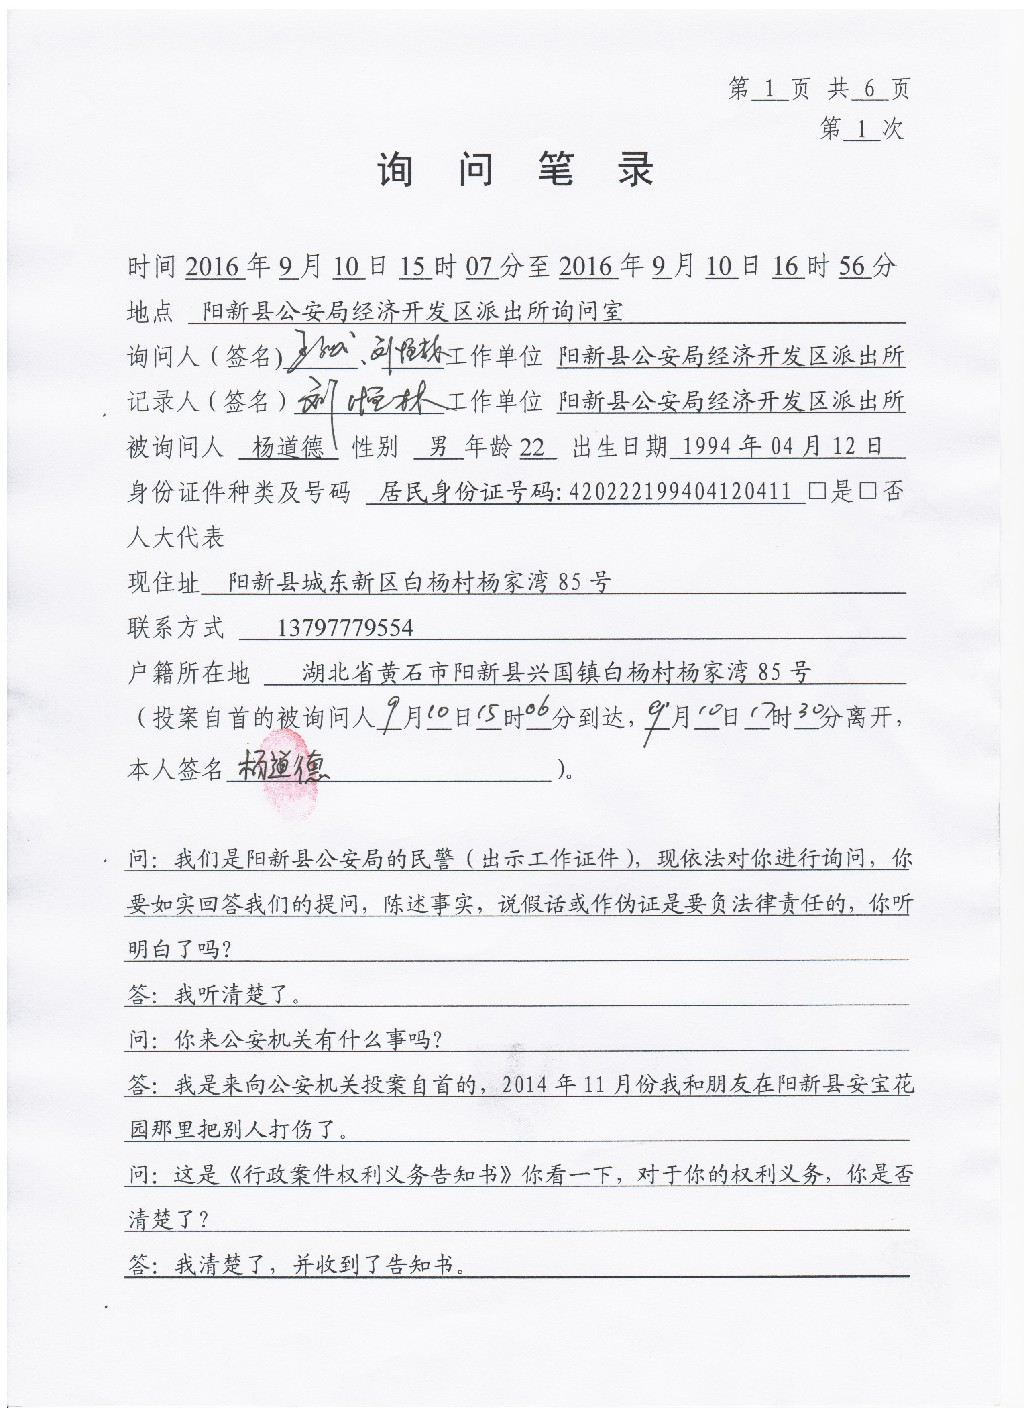 第 1 页 共 6 页
第 1 次
询 问 笔 录
时间 2016 年 9 月 10 日 15 时 07 分至 2016 年 9 月 10 日 16 时 56 分
地点 阳新县公安局经济开发区派出所询问室
询问人（签名） 、刘恒林 工作单位 阳新县公安局经济开发区派出所
记录人（签名） 刘恒林 工作单位 阳新县公安局经济开发区派出所
被询问人 杨道德 性别 男 年龄 22 出生日期 1994 年 04 月 12 日
身份证件种类及号码 居民身份证号码: 420222199404120411 □是□否
人大代表
现住址 阳新县城东新区白杨村杨家湾 85 号
联系方式 13797779554
户籍所在地 湖北省黄石市阳新县兴国镇白杨村杨家湾 85 号
（投案自首的被询问人 9 月 10 日 15 时 06 分到达，9 月 10 日 17 时 30 分离开，
本人签名 杨道德 ）。
问：我们是阳新县公安局的民警（出示工作证件），现依法对你进行询问，你
要如实回答我们的提问，陈述事实，说假话或作伪证是要负法律责任的，你听
明白了吗？
答：我听清楚了。
问：你来公安机关有什么事吗？
答：我是来向公安机关投案自首的，2014 年 11 月份我和朋友在阳新县安宝花
园那里把别人打伤了。
问：这是《行政案件权利义务告知书》你看一下，对于你的权利义务，你是否
清楚了？
答：我清楚了，并收到了告知书。